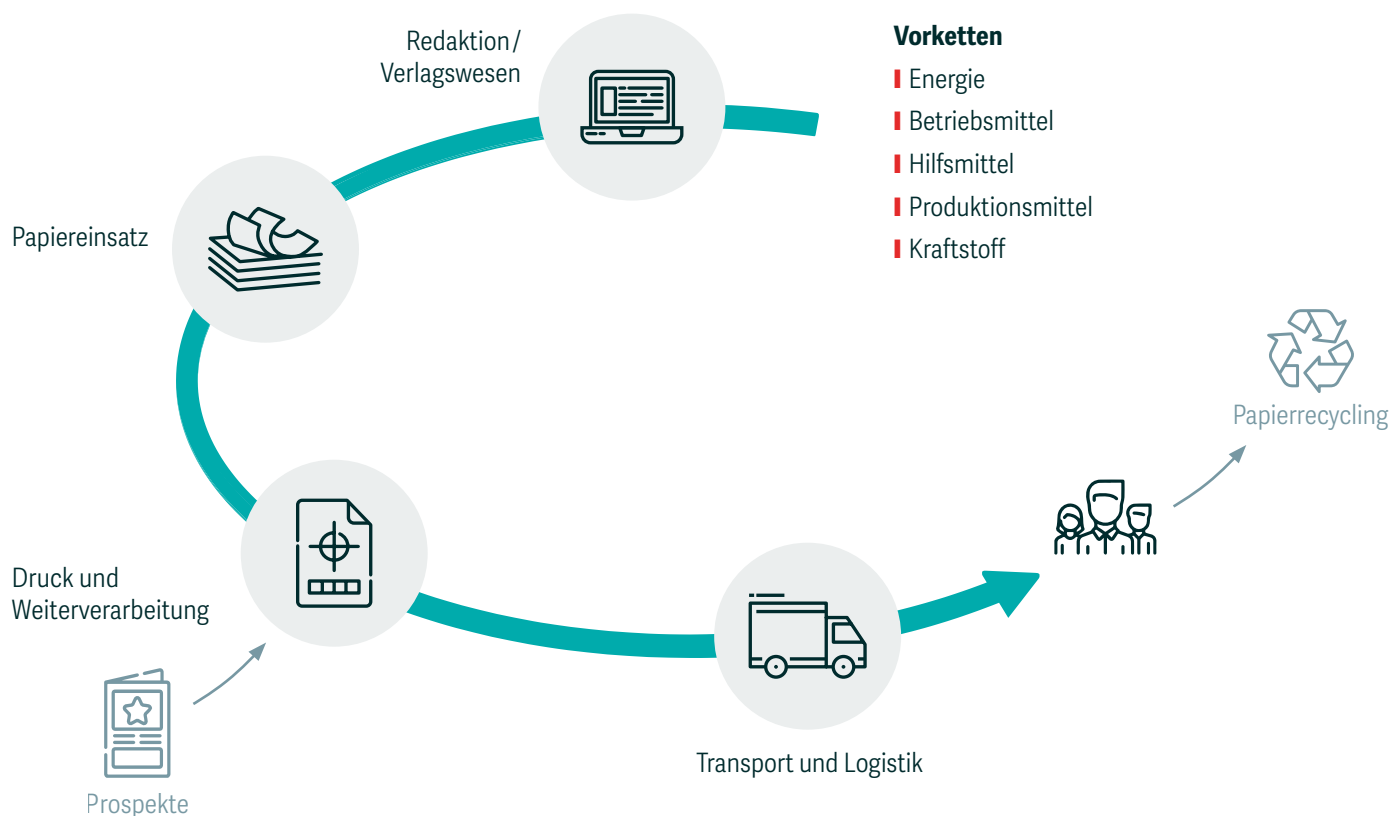 Redaktion/
Verlagswesen
Vorketten
Energie
Betriebsmittel
Hilfsmittel
Produktionsmittel
Kraftstoff
Papiereinsatz
Papierrecycling
Druck und
Weiterverarbeitung
Transport und Logistik
Prospekte